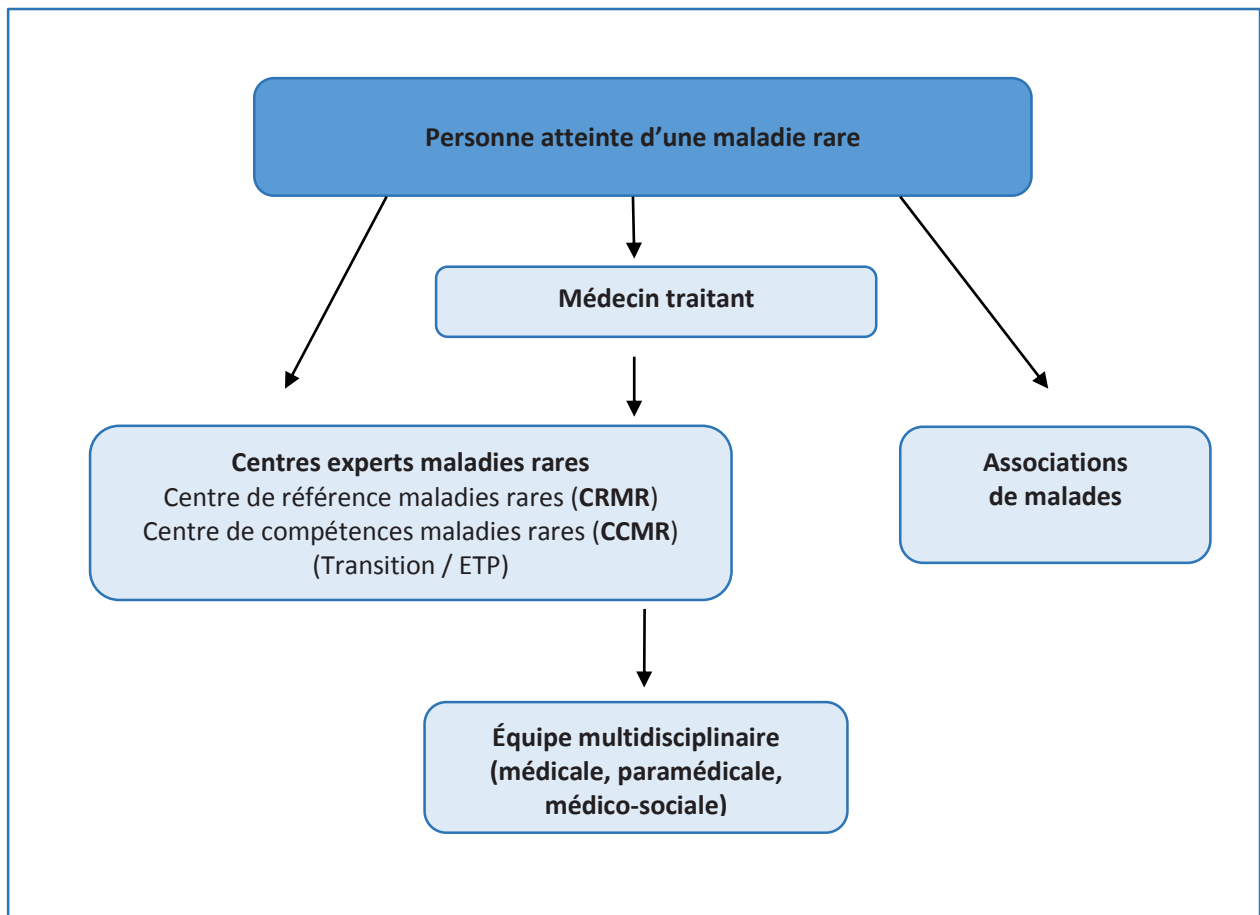 Personne atteinte d’une maladie rare
Médecin traitant
Centres experts maladies rares
Centre de référence maladies rares (CRMR)
Centre de compétences maladies rares (CCMR)
(Transition / ETP)
Associations
de malades
Équipe multidisciplinaire
(médicale, paramédicale,
médico-sociale)